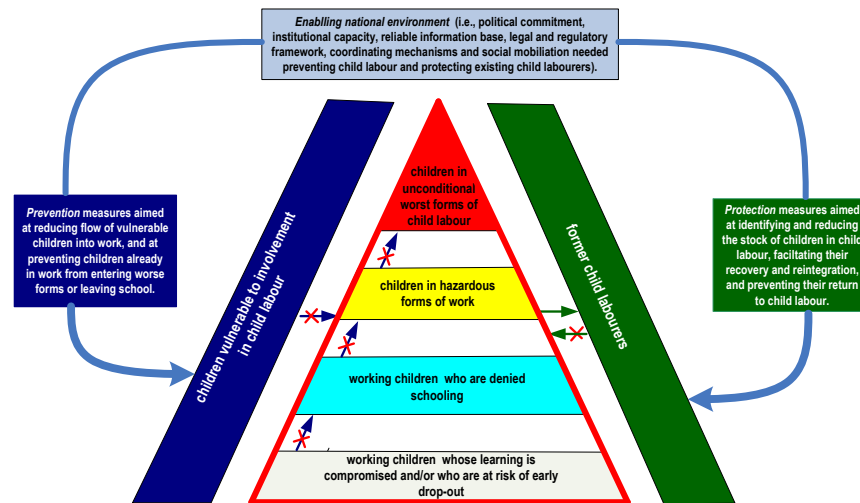 Enablling national environment (i.e., political commitment,
institutional capacity, reliable information base, legal and regulatory
framework, coordinating mechanisms and social mobiliation needed
preventing child labour and protecting existing child labourers).
Prevention measures aimed
at reducing flow of vulnerable
children into work, and at
preventing children already
in work from entering worse
forms or leaving school.
children vulnerable to involvement
in child labour
children in
unconditional
worst forms of
child labour
children in hazardous
forms of work
working children who are denied
schooling
working children whose learning is
compromised and/or who are at risk of early
drop-out
former child labourers
Protection measures aimed
at identifying and reducing
the stock of children in child
labour, faciltating their
recovery and reintegration,
and preventing their return
to child labour.